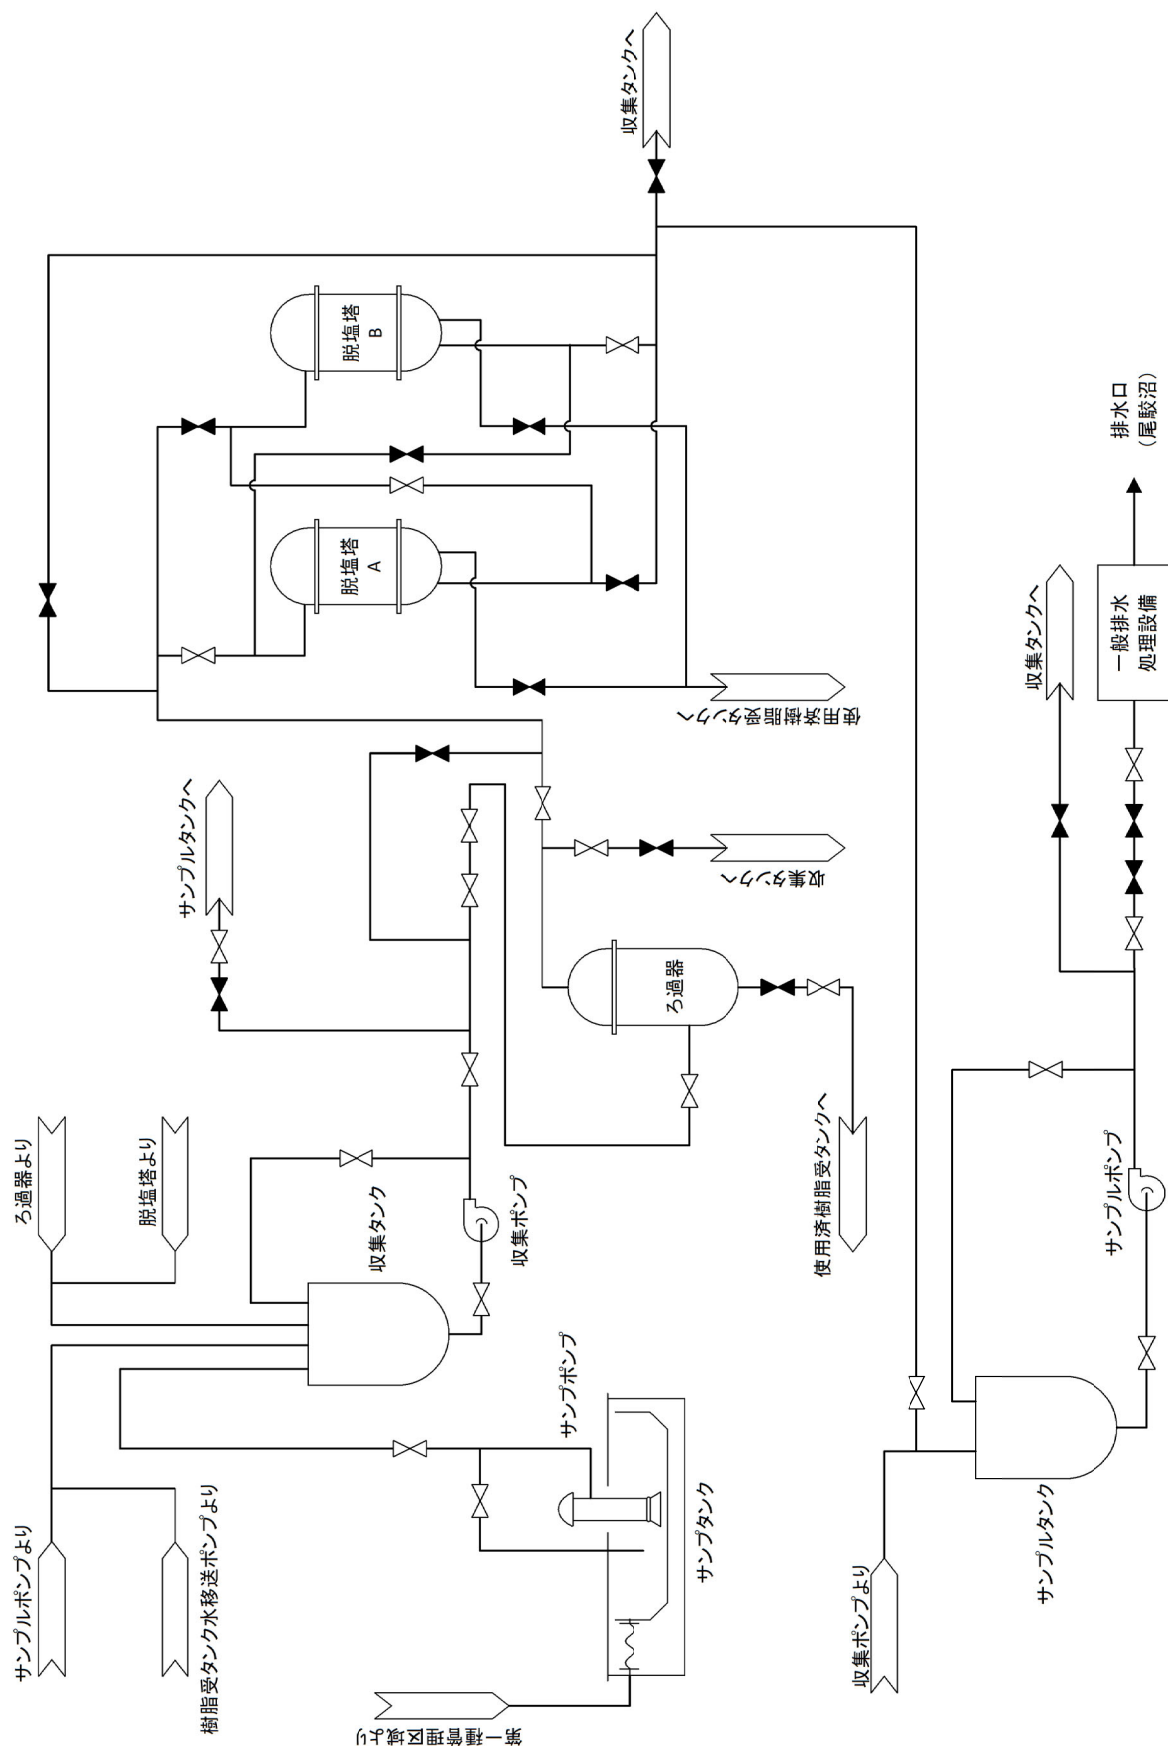 サンプルポンプより
樹脂受タンク水移送ポンプより
ろ過器より
脱塩塔より
サンプルタンクへ
収集タンク
収集ポンプ
脱塩塔
A
脱塩塔
B
収集タンクへ
第一種管理区域より
サンプポンプ
サンプタンク
ろ過器
使用済樹脂受タンクへ
収集タンクへ
使用済樹脂受タンクへ
収集ポンプより
サンプルタンク
サンプルポンプ
収集タンクへ
一般排水
処理設備
排水口
（尾駮沼）